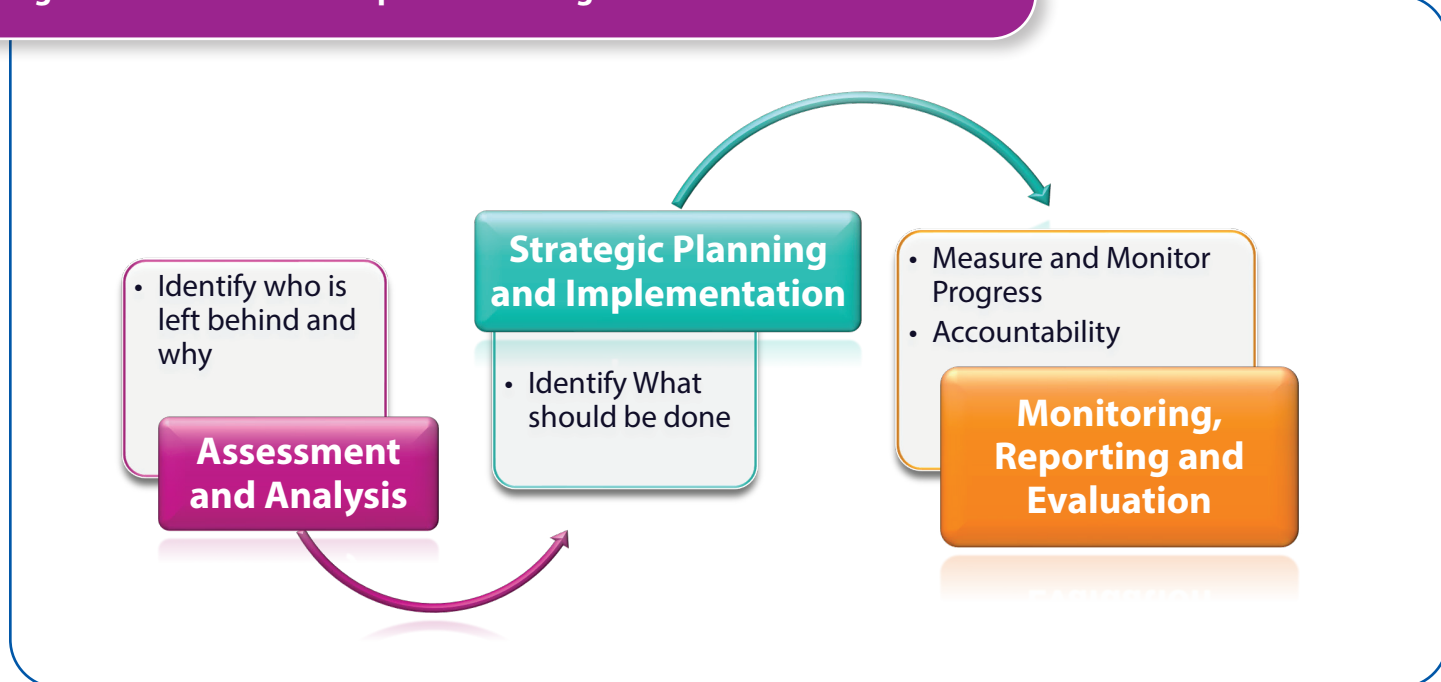 • Identify who is
left behind and
why
Assessment
and Analysis
Strategic Planning
and Implementation
• Identify What
should be done
• Measure and Monitor
Progress
• Accountability
Monitoring,
Reporting and
Evaluation